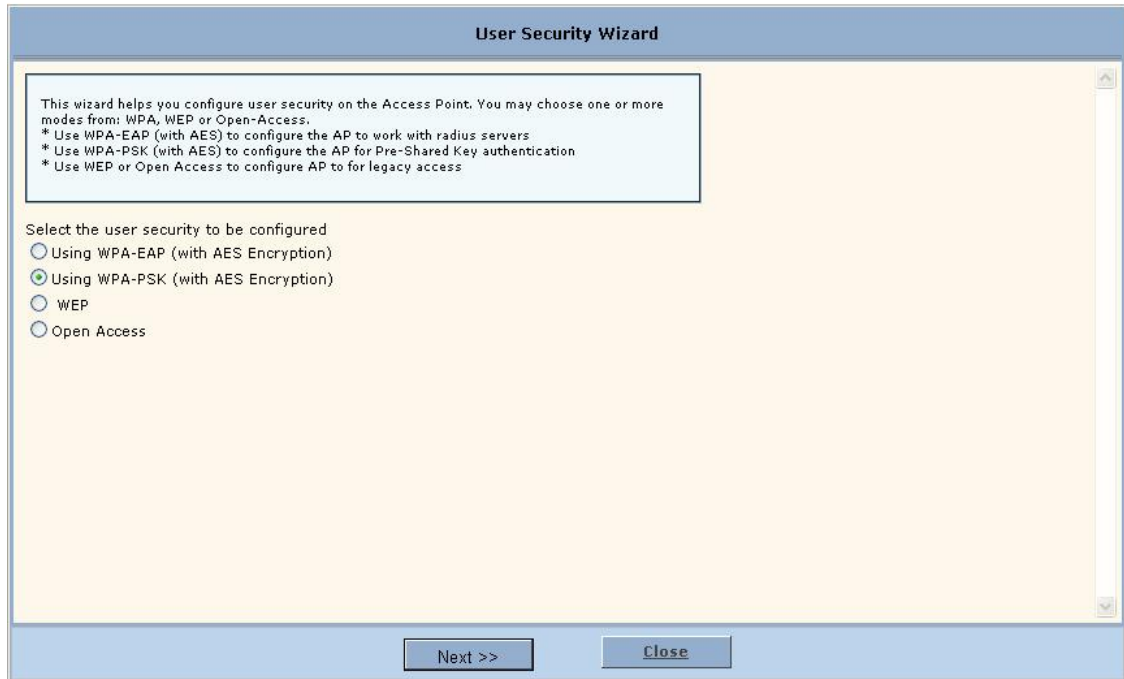 User Security Wizard
This wizard helps you configure user security on the Access Point. You may choose one or more
modes from: WPA, WEP or Open-Access.
* Use WPA-EAP (with AES) to configure the AP to work with radius servers
* Use WPA-PSK (with AES) to configure the AP for Pre-Shared Key authentication
* Use WEP or Open Access to configure AP to for legacy access
Select the user security to be configured
Using WPA-EAP (with AES Encryption)
Using WPA-PSK (with AES Encryption)
WEP
Open Access
Next >> Close